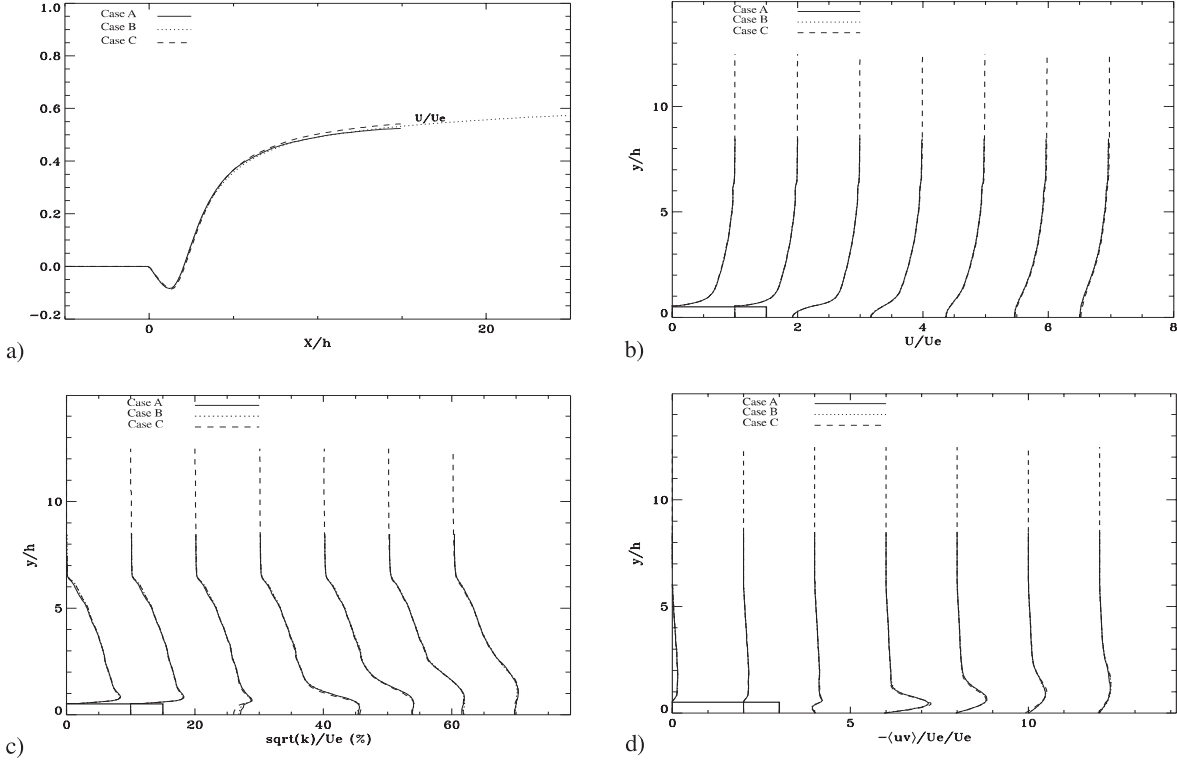 1.0
Case A
Case B
Case C
0.8
0.6
U/Ue
0.4
0.2
0.0
−0.2
0
20
X/h
a)
Case A
Case B
Case C
10
y/h
5
0
0
2
4
6
8
U/Ue
b)
Case A
Case B
Case C
10
y/h
5
0
0
20
40
60
sqrt(k)/Ue (%)
c)
Case A
Case B
Case C
10
y/h
5
0
0
5
10
−⟨uv⟩/Ue/Ue
d)